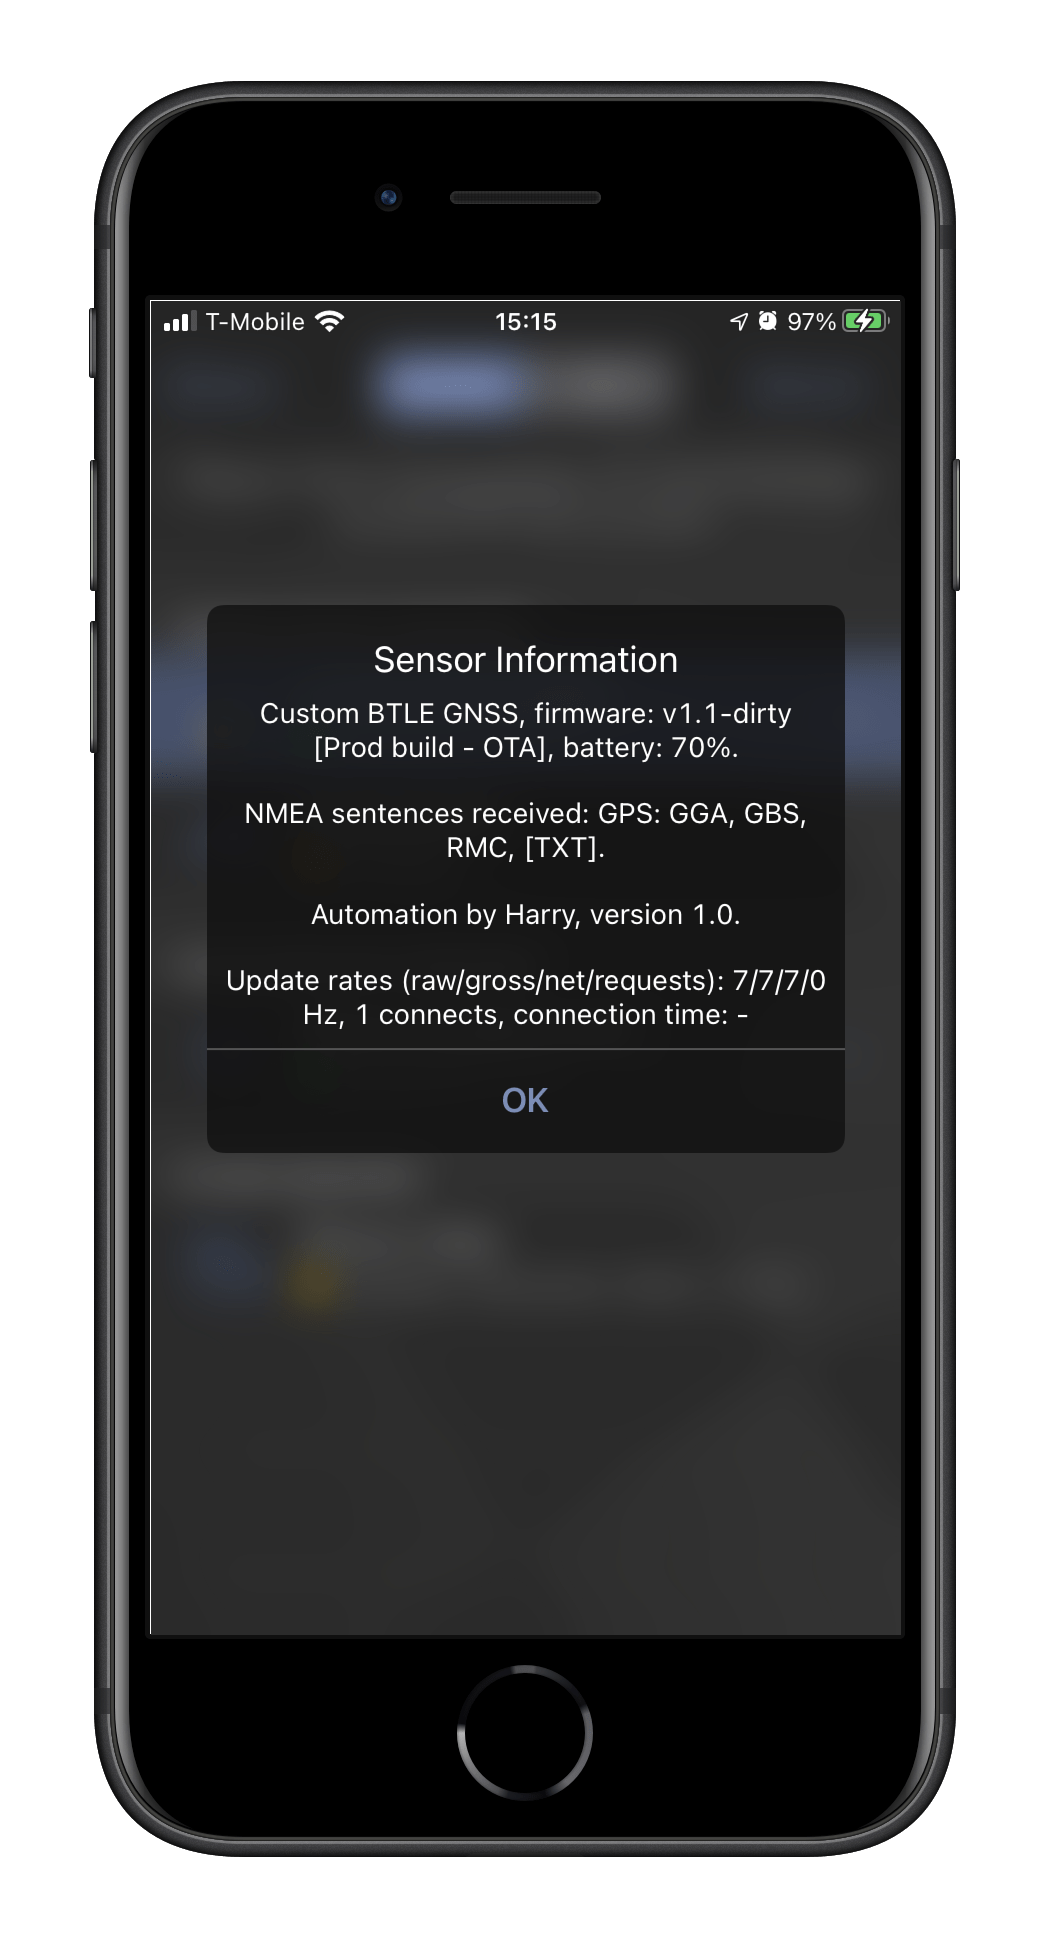 T-Mobile 15:15 97%
Sensor Information
Custom BTLE GNSS, firmware: v1.1-dirty
[Prod build - OTA], battery: 70%.
NMEA sentences received: GPS: GGA, GBS,
RMC, [TXT].
Automation by Harry, version 1.0.
Update rates (raw/gross/net/requests): 7/7/7/0
Hz, 1 connects, connection time: -
OK